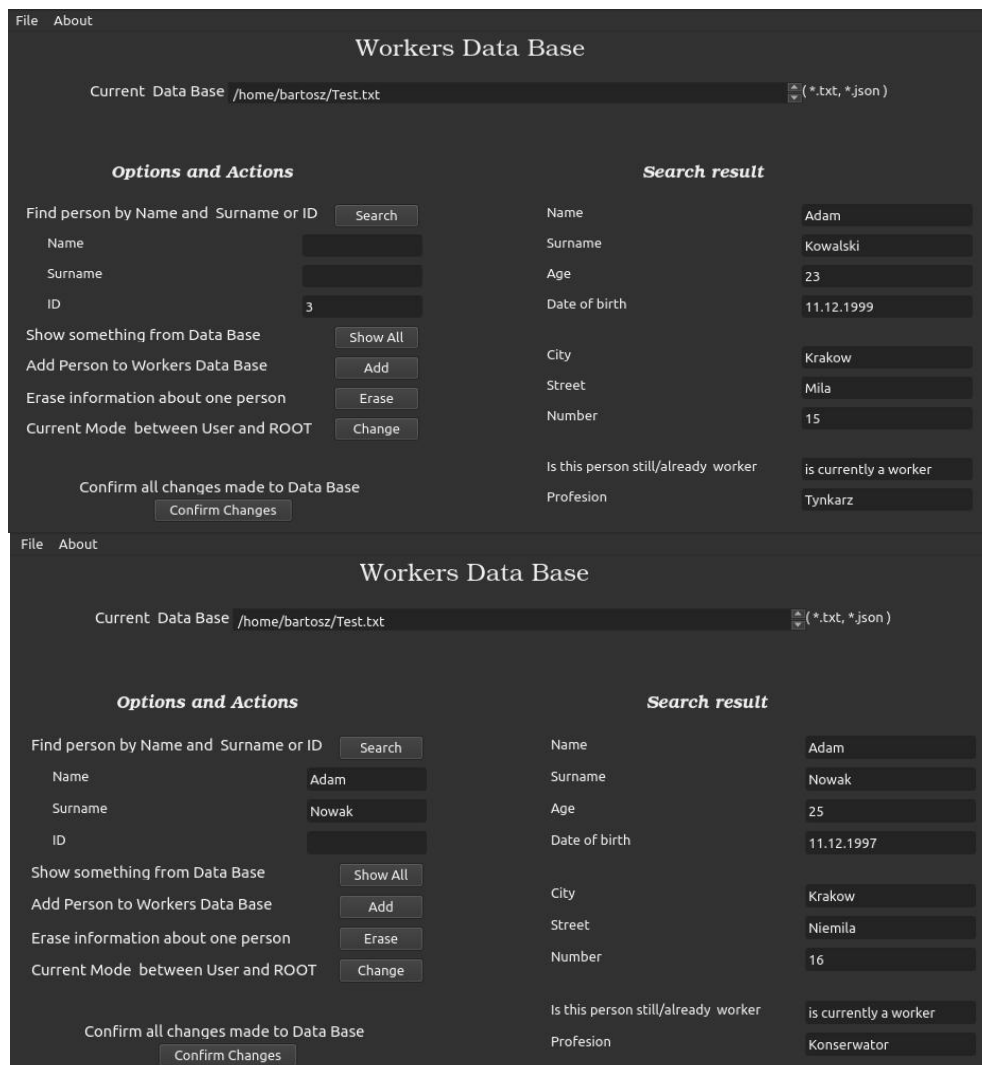 File About
Workers Data Base
Current Data Base /home/bartosz/Test.txt ( *.txt, *.json )
Options and Actions
Find person by Name and Surname or ID Search
Name
Surname
ID 3
Show something from Data Base Show All
Add Person to Workers Data Base Add
Erase information about one person Erase
Current Mode between User and ROOT Change
Confirm all changes made to Data Base
Confirm Changes
Search result
Name Adam
Surname Kowalski
Age 23
Date of birth 11.12.1999
City Krakow
Street Mila
Number 15
Is this person still/already worker is currently a worker
Profesion Tynkarz
File About
Workers Data Base
Current Data Base /home/bartosz/Test.txt ( *.txt, *.json )
Options and Actions
Find person by Name and Surname or ID Search
Name Adam
Surname Nowak
ID
Show something from Data Base Show All
Add Person to Workers Data Base Add
Erase information about one person Erase
Current Mode between User and ROOT Change
Confirm all changes made to Data Base
Confirm Changes
Search result
Name Adam
Surname Nowak
Age 25
Date of birth 11.12.1997
City Krakow
Street Niemila
Number 16
Is this person still/already worker is currently a worker
Profesion Konserwator